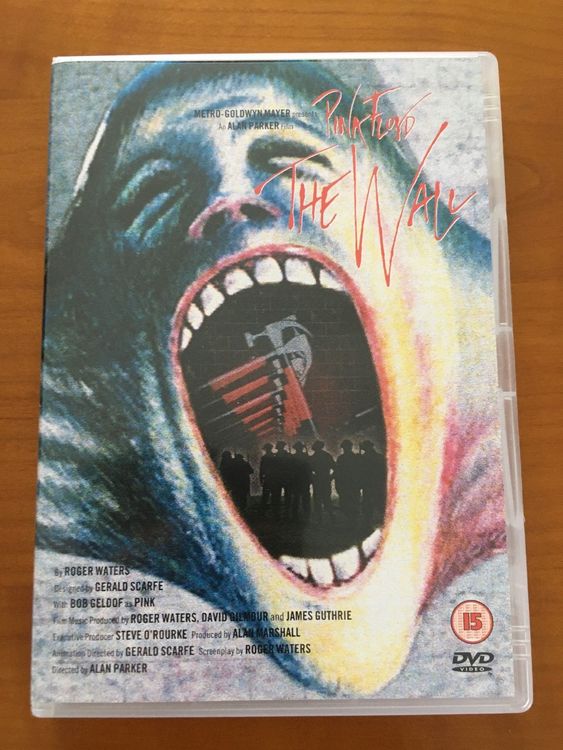 METRO-GOLDWYN MAYER presents
An ALAN PARKER Film
PINK FLOYD
THE WALL
By ROGER WATERS
Designed by GERALD SCARFE
With BOB GELDOF as PINK
Film Music Produced by ROGER WATERS, DAVID GILMOUR and JAMES GUTHRIE
Executive Producer STEVE O'ROURKE Produced by ALAN MARSHALL
Animation Directed by GERALD SCARFE Screenplay by ROGER WATERS
Directed by ALAN PARKER
15
DVD
VIDEO